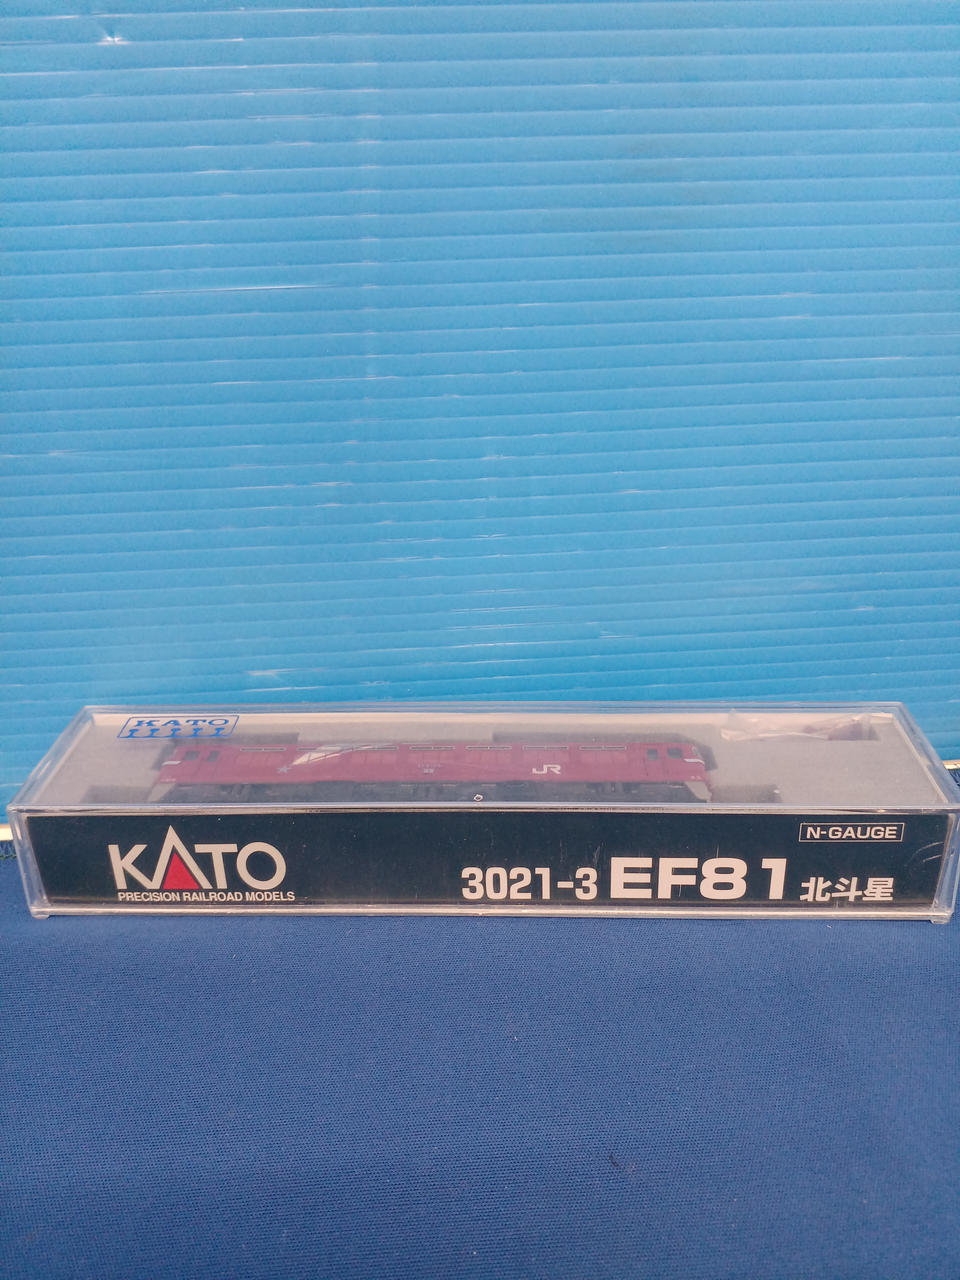 KATO
JR
N-GAUGE
KATO
PRECISION RAILROAD MODELS
3021-3 EF81 北斗星